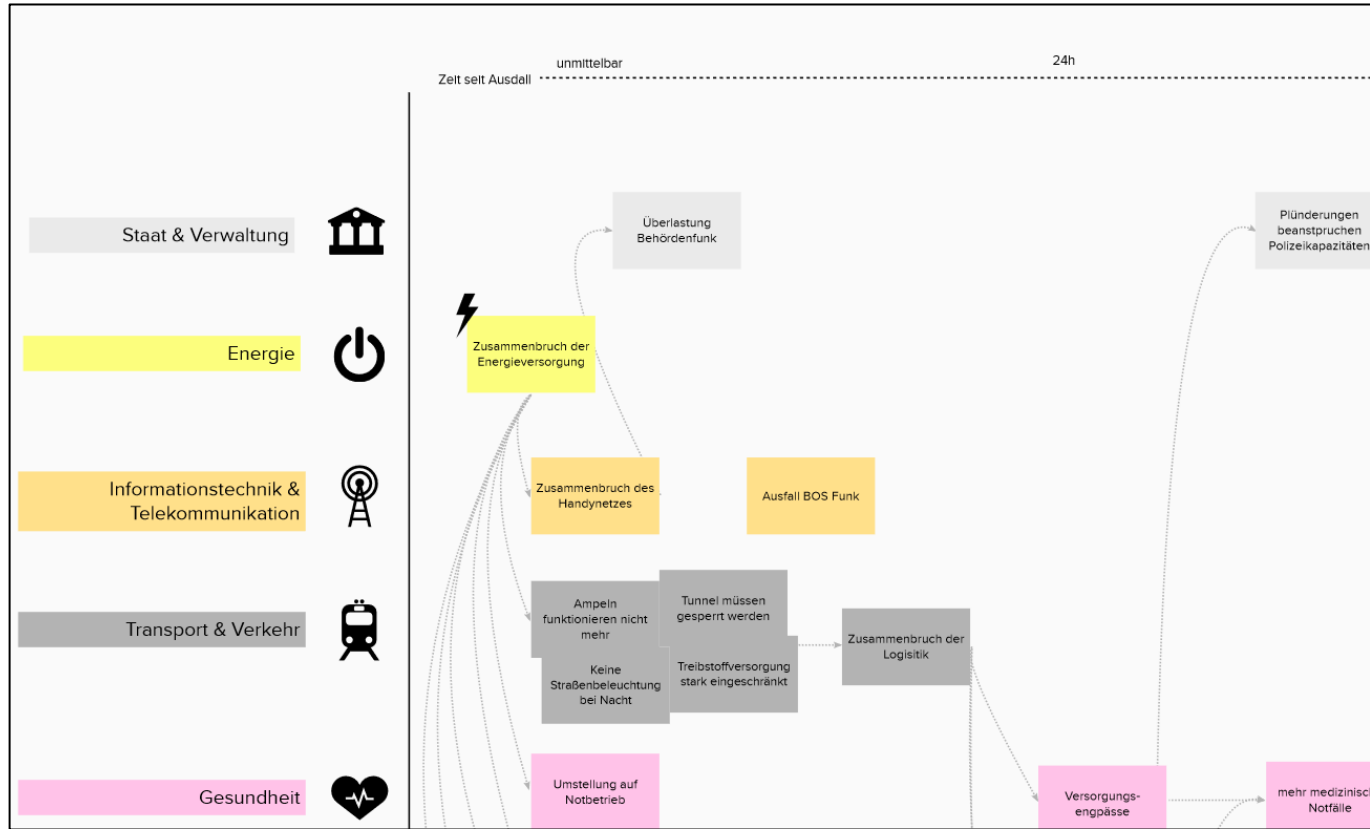 unmittelbar
24h
Zeit seit Ausdall
Staat & Verwaltung
Überlastung
Behördenfunk
Plünderungen
beanspruchen
Polizeikapazitäten
Energie
Zusammenbruch der
Energieversorgung
Informationstechnik &
Telekommunikation
Zusammenbruch des
Handynetzes
Ausfall BOS Funk
Transport & Verkehr
Ampeln
funktionieren nicht
mehr
Tunnel müssen
gesperrt werden
Keine
Straßenbeleuchtung
bei Nacht
Treibstoffversorgung
stark eingeschränkt
Zusammenbruch der
Logisitik
Gesundheit
Umstellung auf
Notbetrieb
Versorgungs-
engpässe
mehr medizinisch
Notfälle